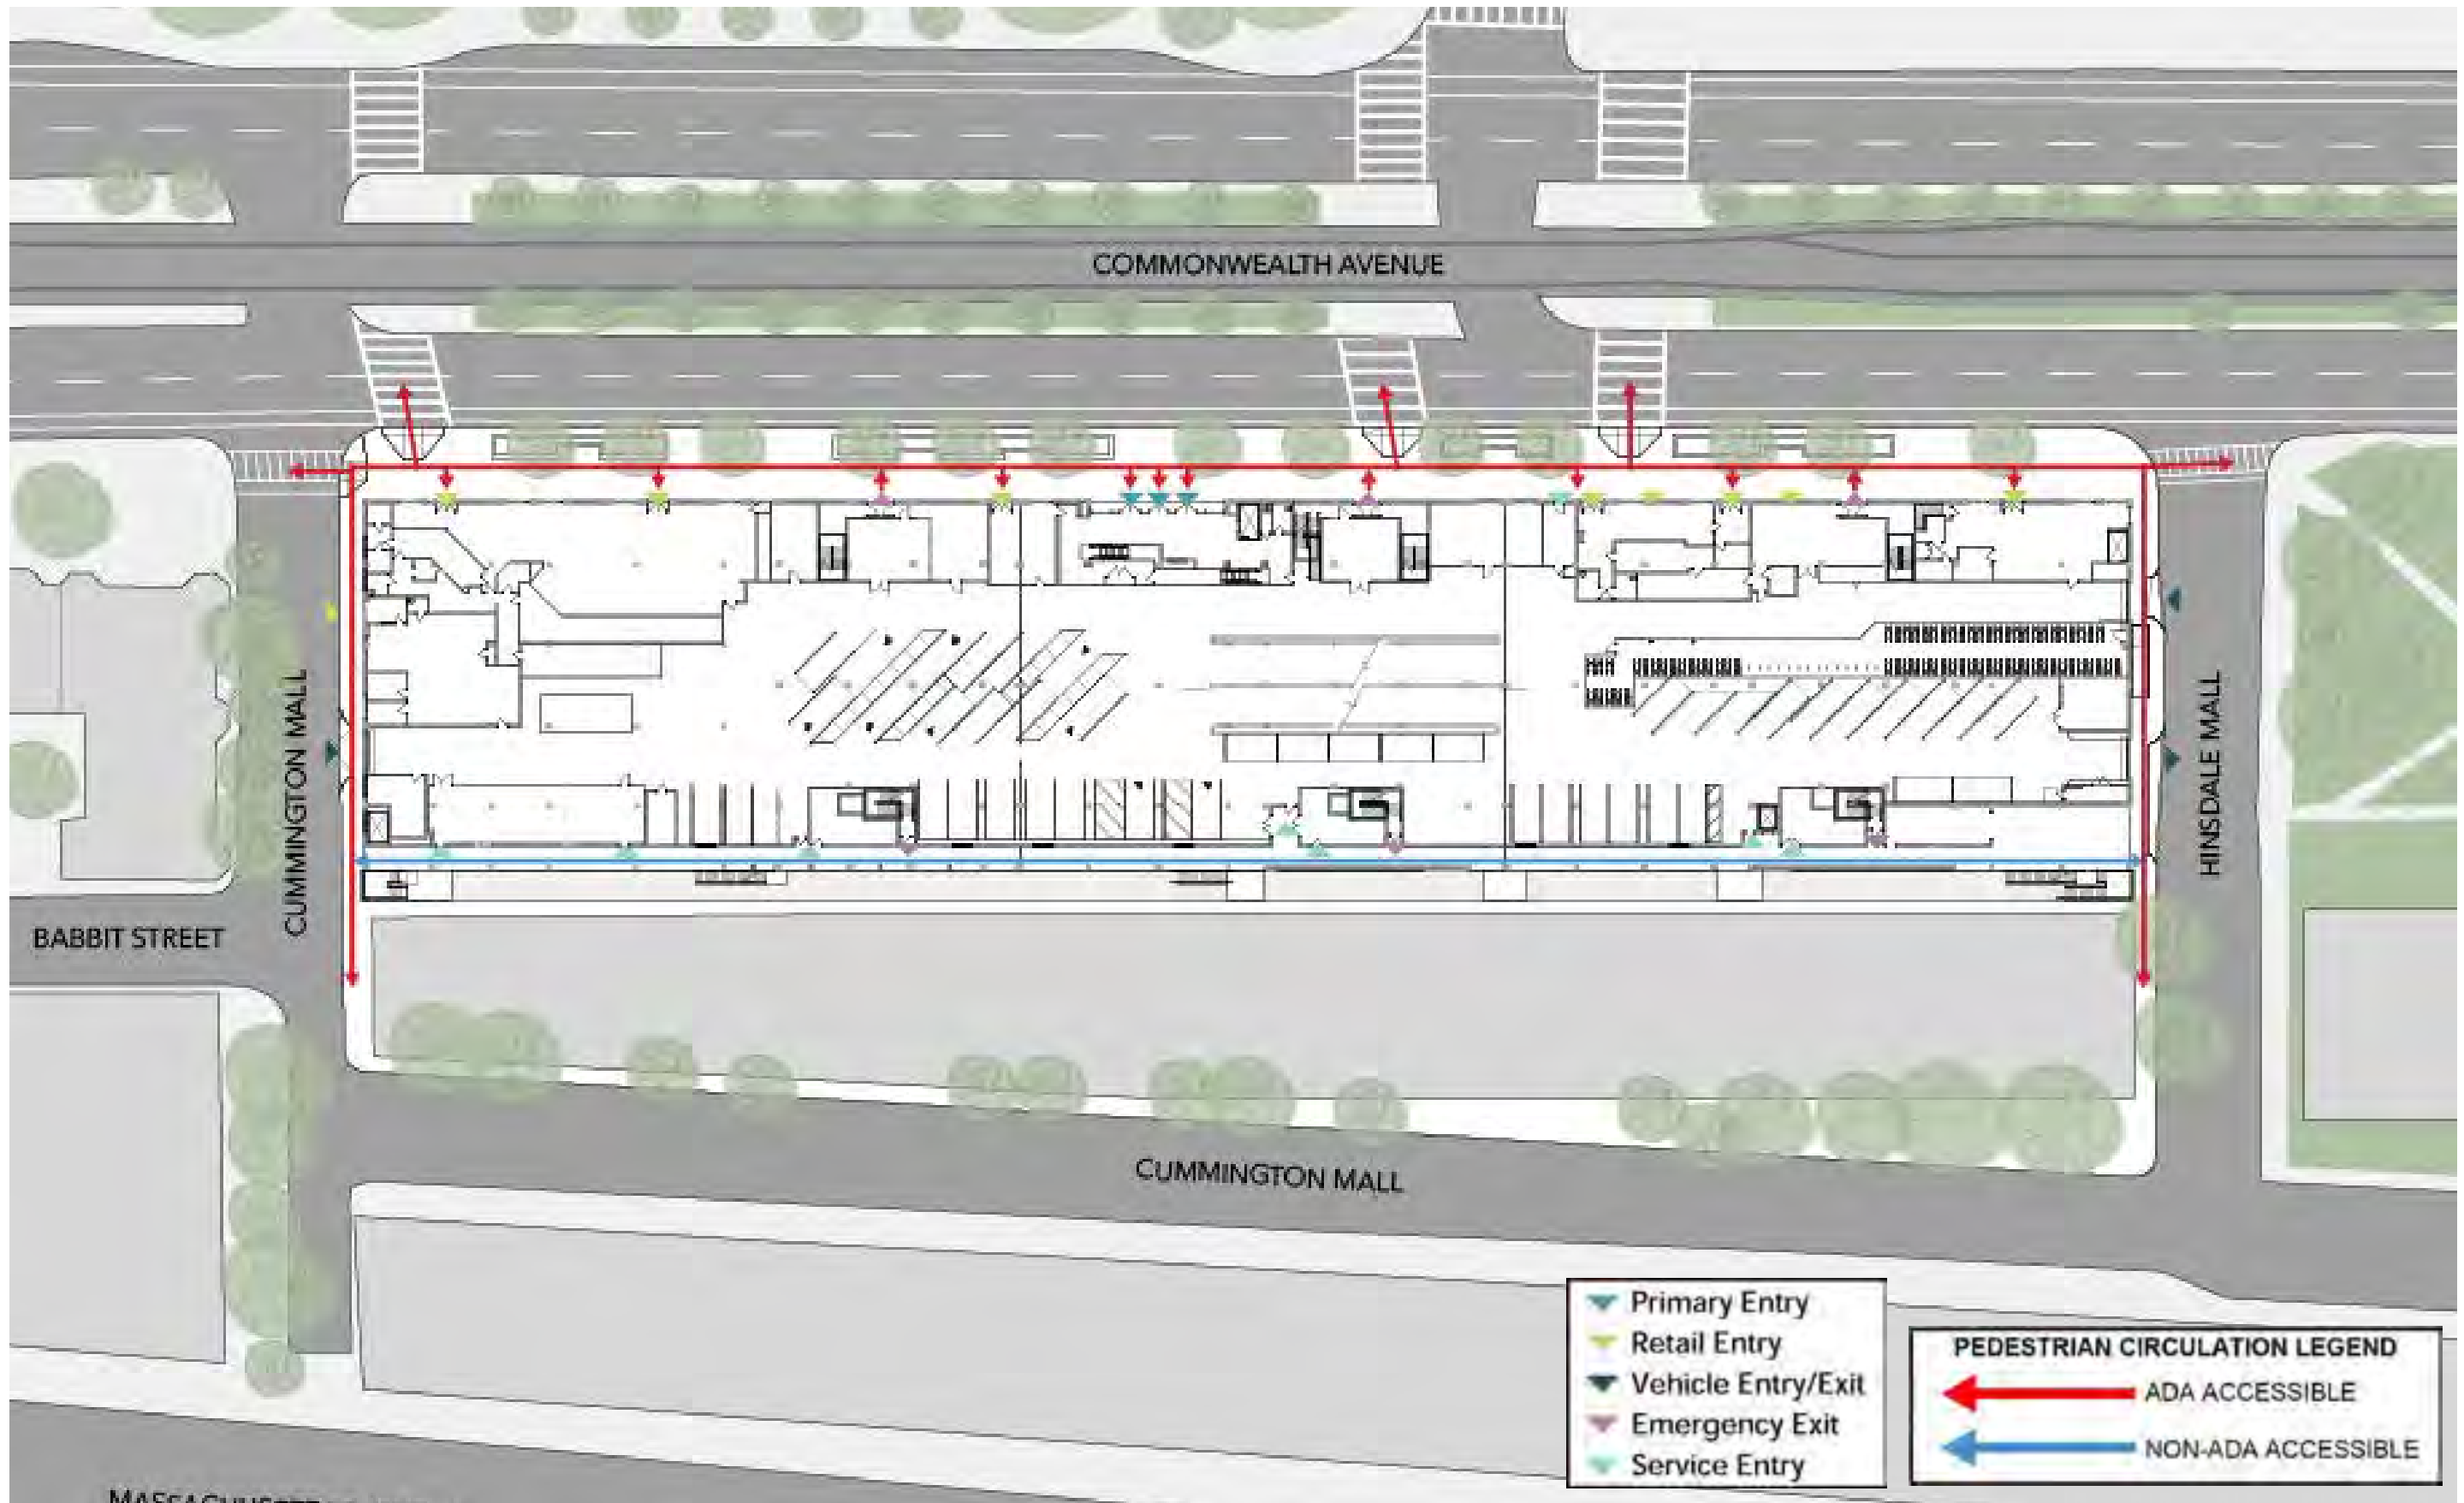 COMMONWEALTH AVENUE
CUMMINGTON MALL
HINSDALE MALL
BABBIT STREET
CUMMINGTON MALL
Primary Entry
Retail Entry
Vehicle Entry/Exit
Emergency Exit
Service Entry
PEDESTRIAN CIRCULATION LEGEND
ADA ACCESSIBLE
NON-ADA ACCESSIBLE